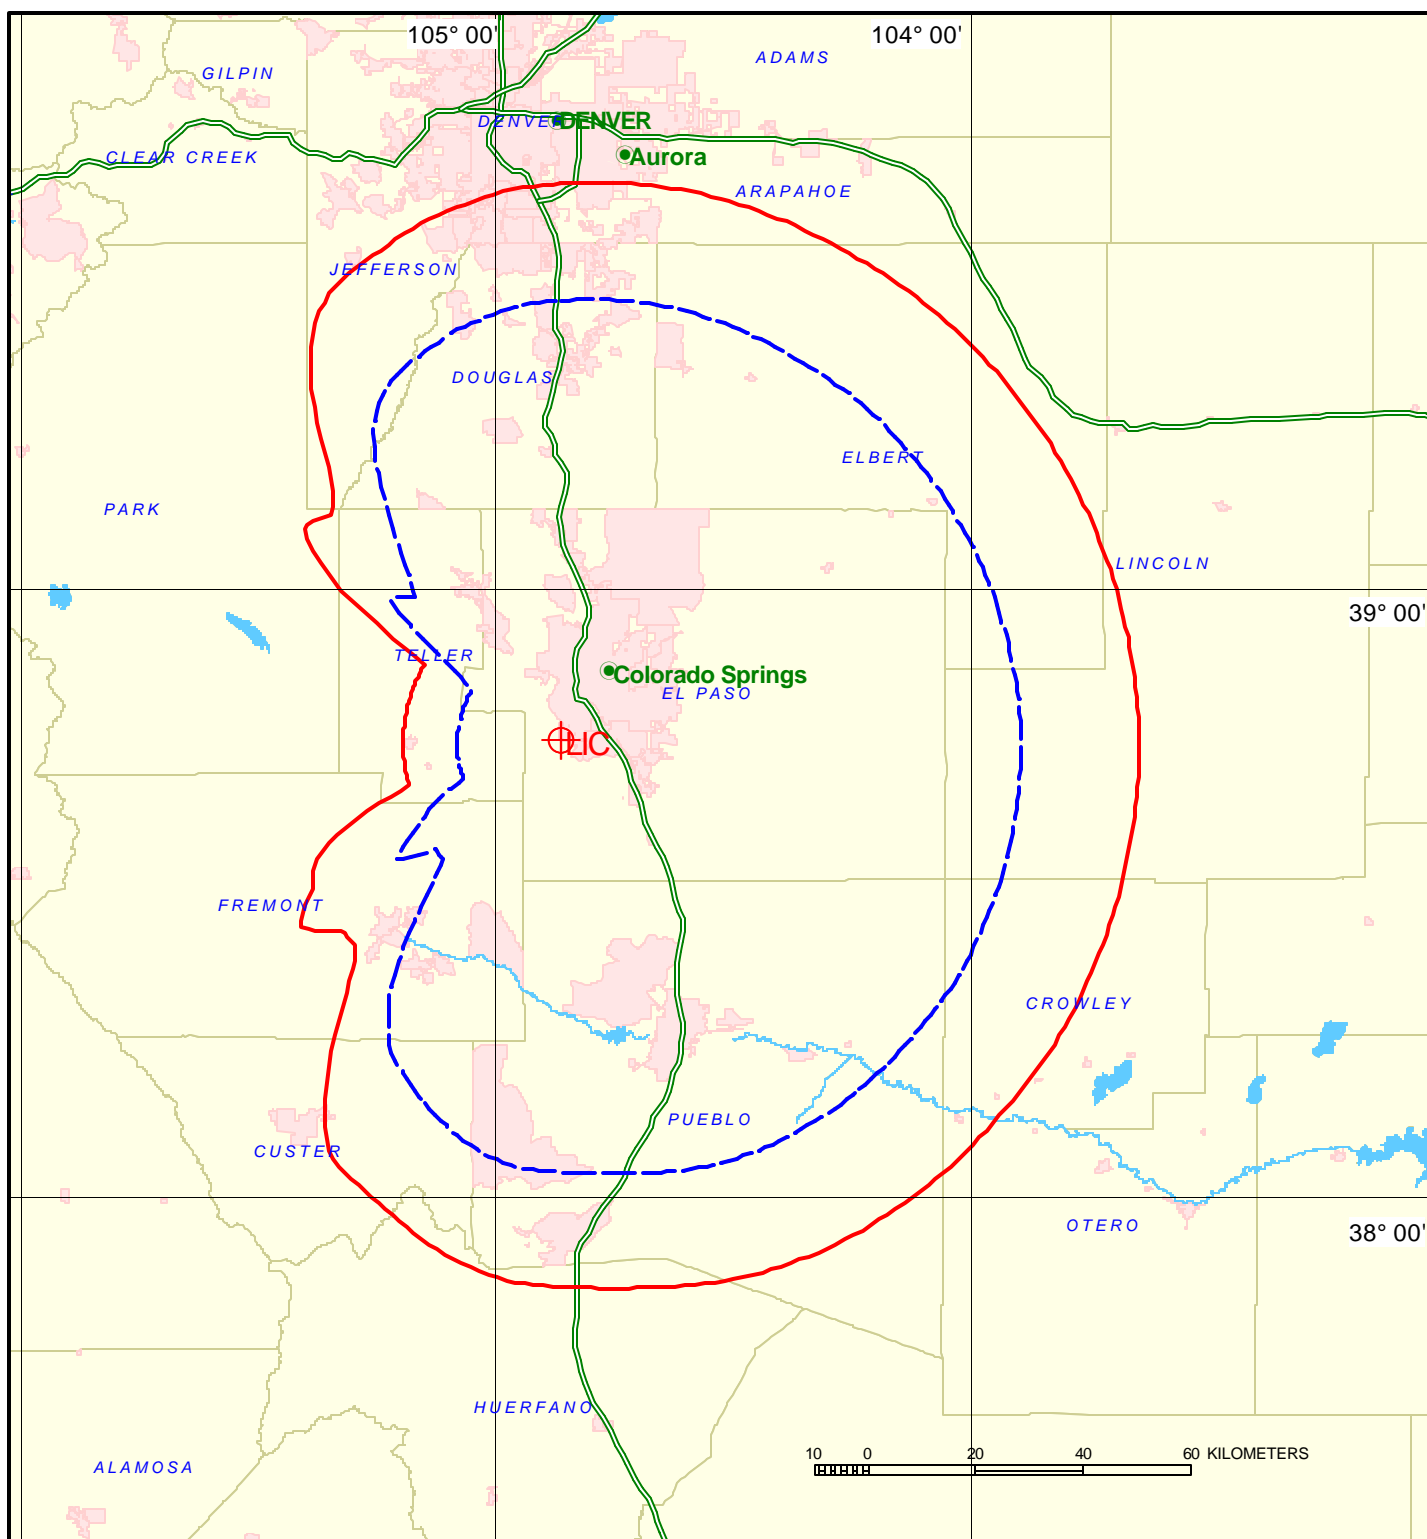 105° 00'
104° 00'
ADAMS
GILPIN
DENVER
DENVER
CLEAR CREEK
Aurora
ARAPAHOE
JEFFERSON
DOUGLAS
ELBERT
PARK
LINCOLN
39° 00'
TELLER
Colorado Springs
EL PASO
LIC
FREMONT
CROWLEY
PUEBLO
CUSTER
OTERO
38° 00'
HUERFANO
10 0 20 40 60 KILOMETERS
ALAMOSA